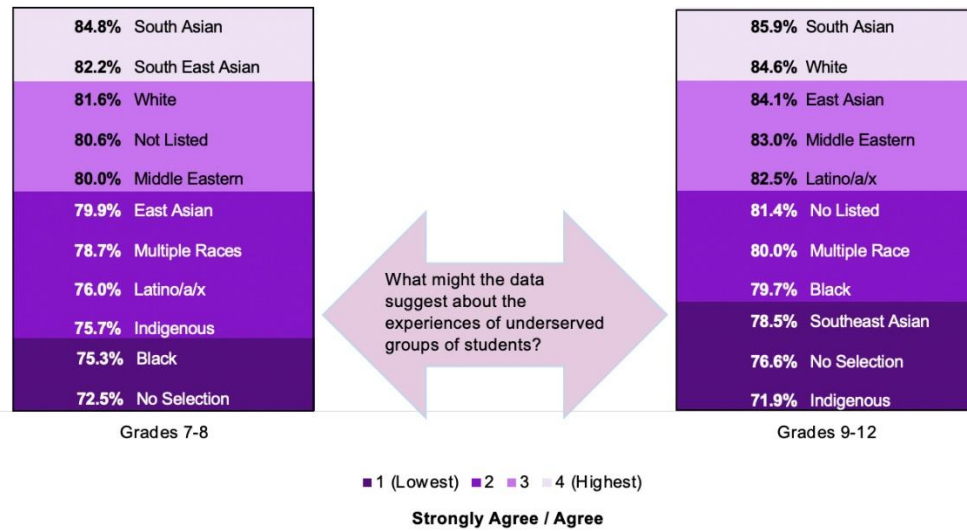 84.8% South Asian
82.2% South East Asian
81.6% White
80.6% Not Listed
80.0% Middle Eastern
79.9% East Asian
78.7% Multiple Races
76.0% Latino/a/x
75.7% Indigenous
75.3% Black
72.5% No Selection
Grades 7-8
What might the data
suggest about the
experiences of underserved
groups of students?
85.9% South Asian
84.6% White
84.1% East Asian
83.0% Middle Eastern
82.5% Latino/a/x
81.4% No Listed
80.0% Multiple Race
79.7% Black
78.5% Southeast Asian
76.6% No Selection
71.9% Indigenous
Grades 9-12
1 (Lowest) 2 3 4 (Highest)
Strongly Agree / Agree